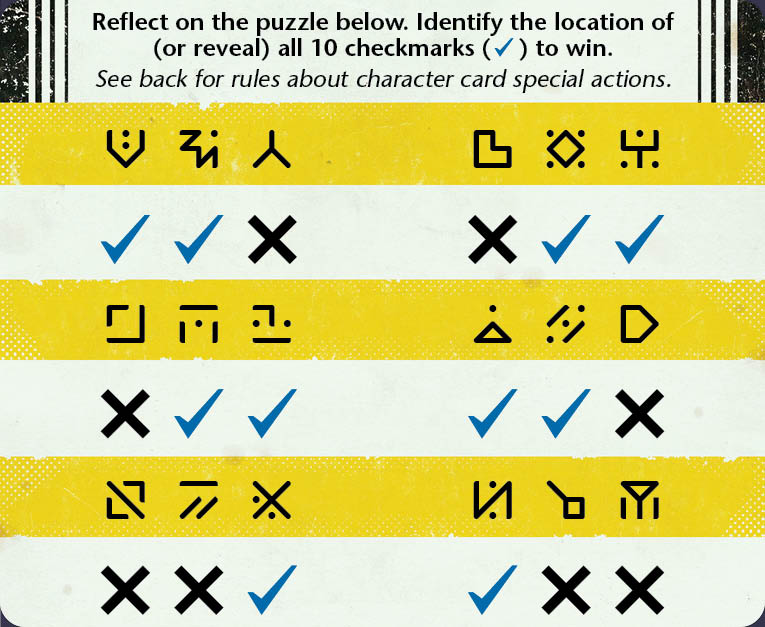 Reflect on the puzzle below. Identify the location of
(or reveal) all 10 checkmarks (✓) to win.
See back for rules about character card special actions.